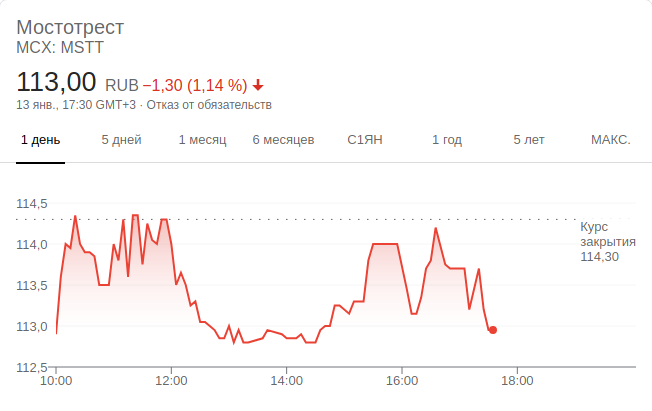 Мостотрест
MCX: MSTT
113,00 RUB −1,30 (1,14 %)
13 янв., 17:30 GMT+3 · Отказ от обязательств
1 день 5 дней 1 месяц 6 месяцев С1ЯН 1 год 5 лет МАКС.
114,5
Курс
закрытия
114,30
114,0
113,5
113,0
112,5
10:00 12:00 14:00 16:00 18:00